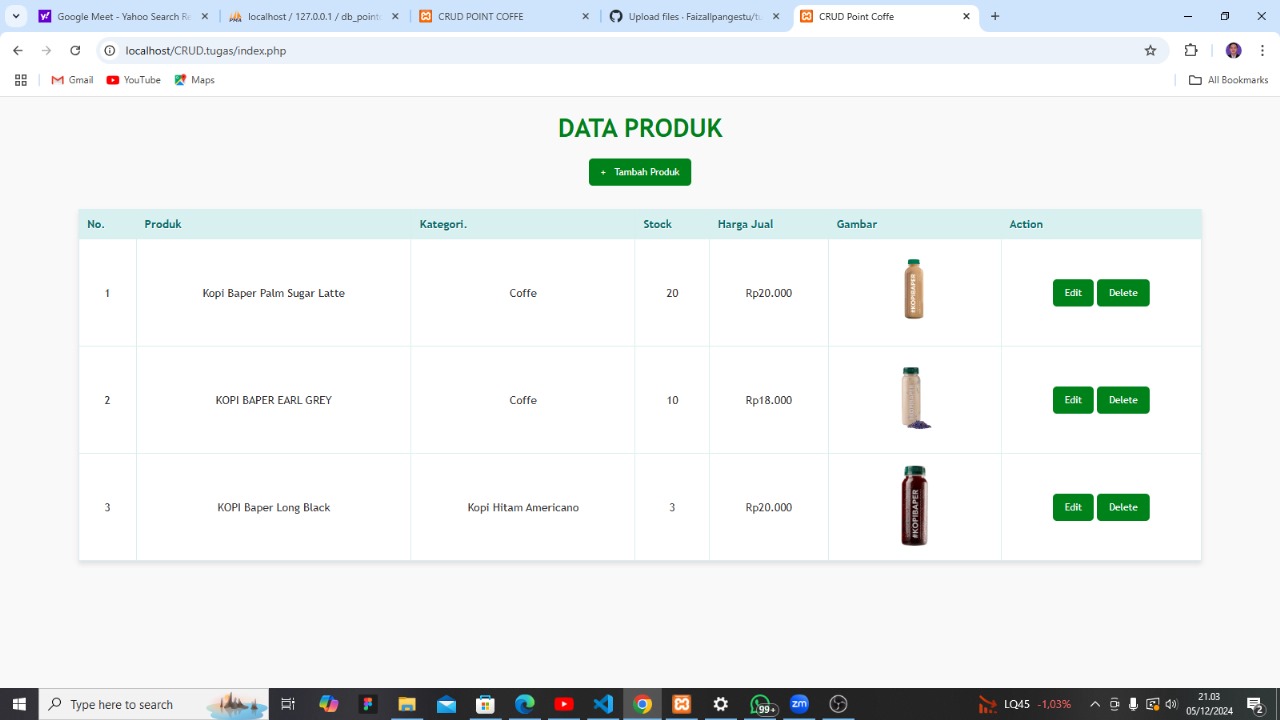 Google Meet - Yahoo Search Re
localhost / 127.0.0.1 / db_point
CRUD POINT COFFE
Upload files · Faizallpangestu/tu
CRUD Point Coffe
localhost/CRUD.tugas/index.php
Gmail
YouTube
Maps
All Bookmarks
DATA PRODUK
+ Tambah Produk
No. Produk Kategori. Stock Harga Jual Gambar Action
1 Kopi Baper Palm Sugar Latte Coffe 20 Rp20.000 #KOPIBAPER Edit Delete
2 KOPI BAPER EARL GREY Coffe 10 Rp18.000 Edit Delete
3 KOPI Baper Long Black Kopi Hitam Americano 3 Rp20.000 #KOPIBAPER Edit Delete
Type here to search
99+
zm
LQ45 -1,03%
21.03
05/12/2024
2